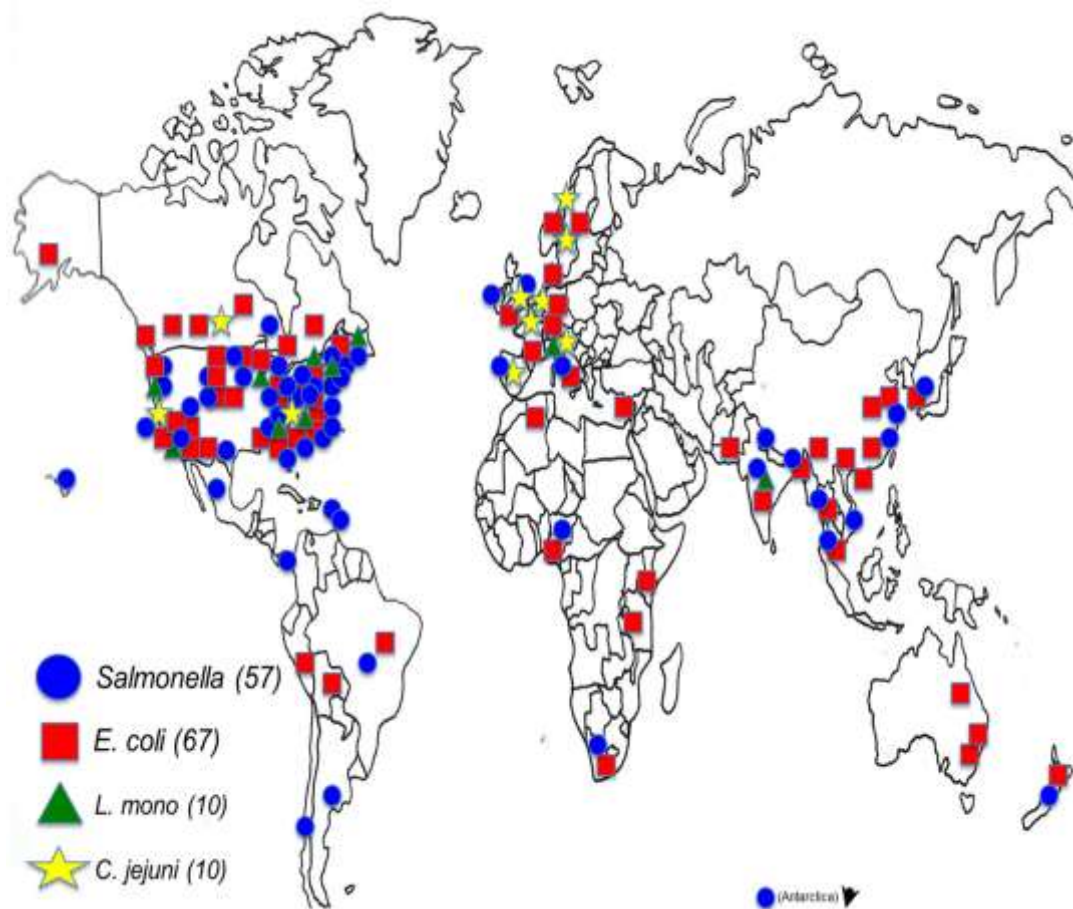 Salmonella (57)
E. coli (67)
L. mono (10)
C. jejuni (10)
(Antarctica)